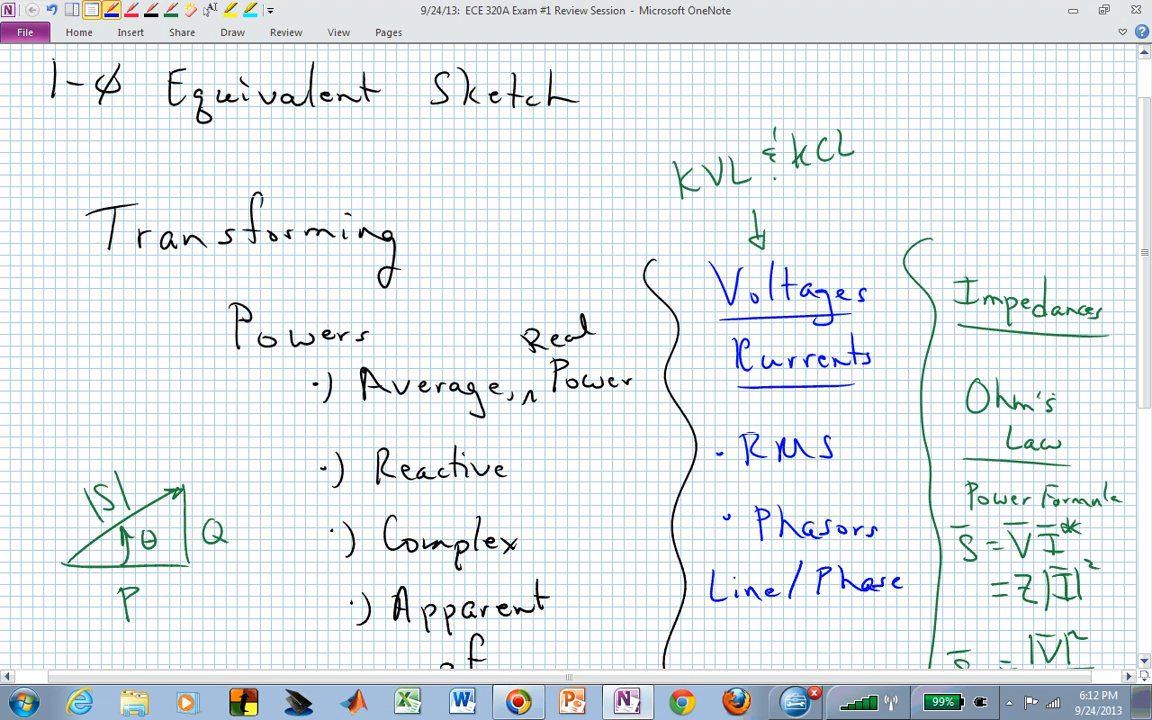 9/24/13: ECE 320A Exam #1 Review Session - Microsoft OneNote
File Home Insert Share Draw Review View Pages
1-ϕ Equivalent Sketch
KVL & KCL
Transforming
Powers
·) Average, Real Power
·) Reactive
·) Complex
·) Apparent
pf
|S| θ Q
P
Voltages
Currents
· RMS
· Phasors
Line/Phase
Impedances
Ohm's
Law
Power Formula
S̅ = V̅ I̅*
= Z|I̅|²
S̅ = |V̅|²
99%
6:12 PM
9/24/2013